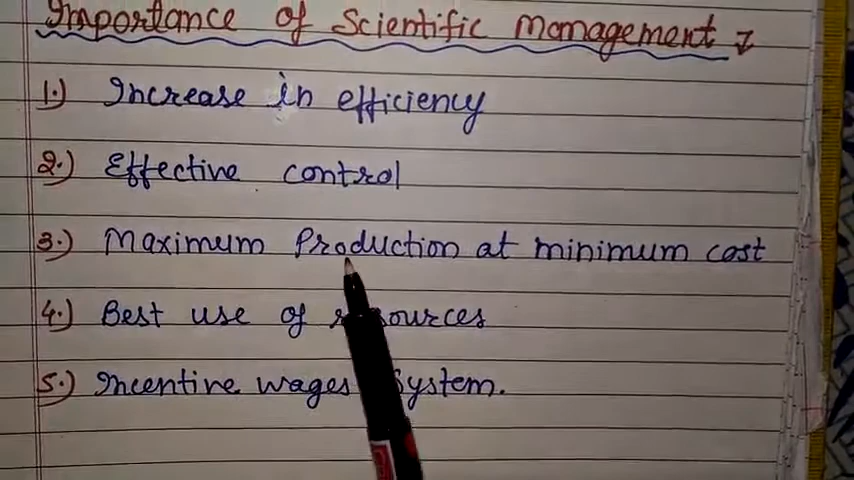 Importance of Scientific Management
1.) Increase in efficiency
2.) Effective control
3.) Maximum Production at minimum cost
4.) Best use of resources
5.) Incentive wages System.